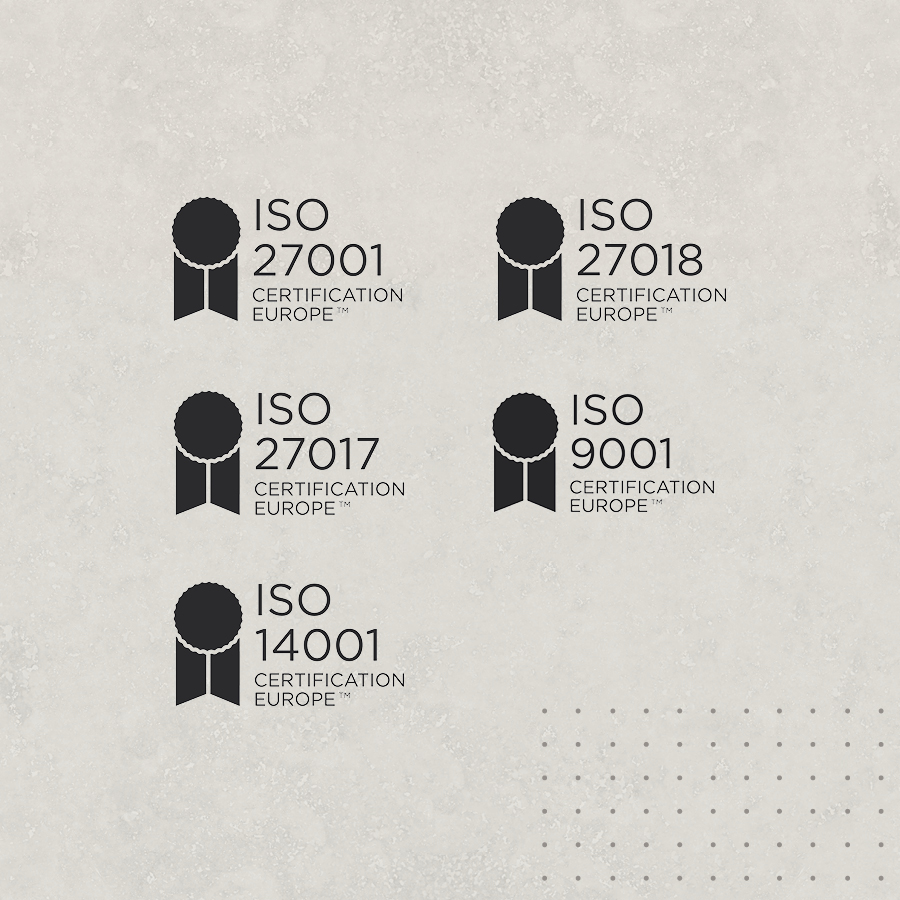 ISO
27001
CERTIFICATION
EUROPE™
ISO
27018
CERTIFICATION
EUROPE™
ISO
27017
CERTIFICATION
EUROPE™
ISO
9001
CERTIFICATION
EUROPE™
ISO
14001
CERTIFICATION
EUROPE™